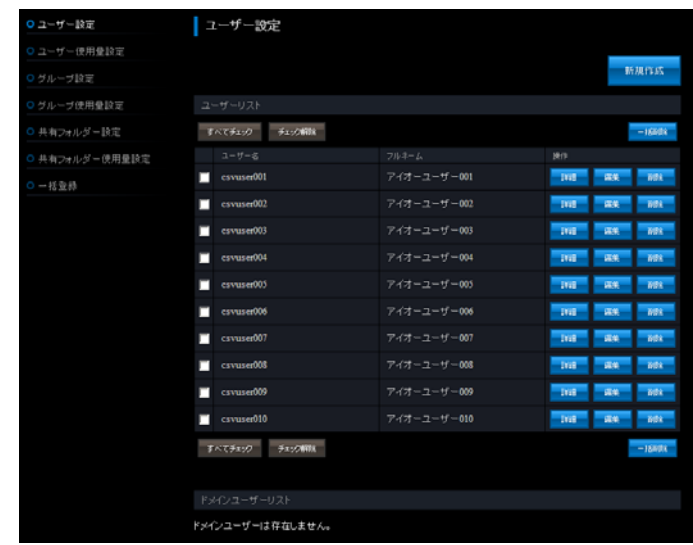 ユーザー設定
ユーザー使用量設定
グループ設定
グループ使用量設定
共有フォルダー設定
共有フォルダー使用量設定
一括登録
ユーザー設定
新規作成
ユーザーリスト
すべてチェック チェック解除 一括削除
ユーザー名 フルネーム 操作
csvuser001 アイオーユーザー001 詳細 編集 削除
csvuser002 アイオーユーザー002 詳細 編集 削除
csvuser003 アイオーユーザー003 詳細 編集 削除
csvuser004 アイオーユーザー004 詳細 編集 削除
csvuser005 アイオーユーザー005 詳細 編集 削除
csvuser006 アイオーユーザー006 詳細 編集 削除
csvuser007 アイオーユーザー007 詳細 編集 削除
csvuser008 アイオーユーザー008 詳細 編集 削除
csvuser009 アイオーユーザー009 詳細 編集 削除
csvuser010 アイオーユーザー010 詳細 編集 削除
すべてチェック チェック解除 一括削除
ドメインユーザーリスト
ドメインユーザーは存在しません。